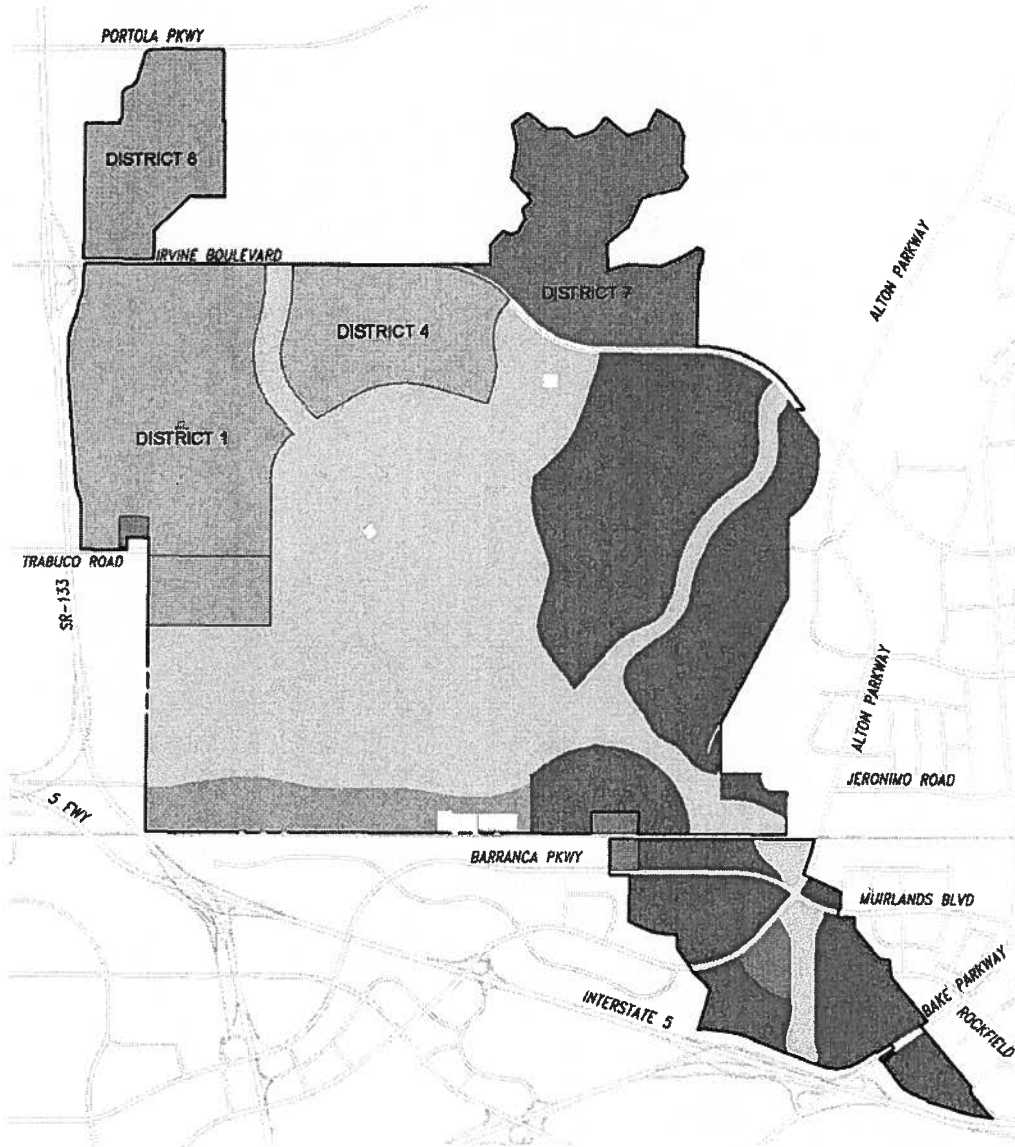 PORTOLA PKWY
DISTRICT 8
IRVINE BOULEVARD
DISTRICT 7
ALTON PARKWAY
DISTRICT 4
DISTRICT 1
TRABUCO ROAD
SR-133
ALTON PARKWAY
JERONIMO ROAD
5 FWY
BARRANCA PKWY
MUIRLANDS BLVD
BAKE PARKWAY
INTERSTATE 5
ROCKFIELD